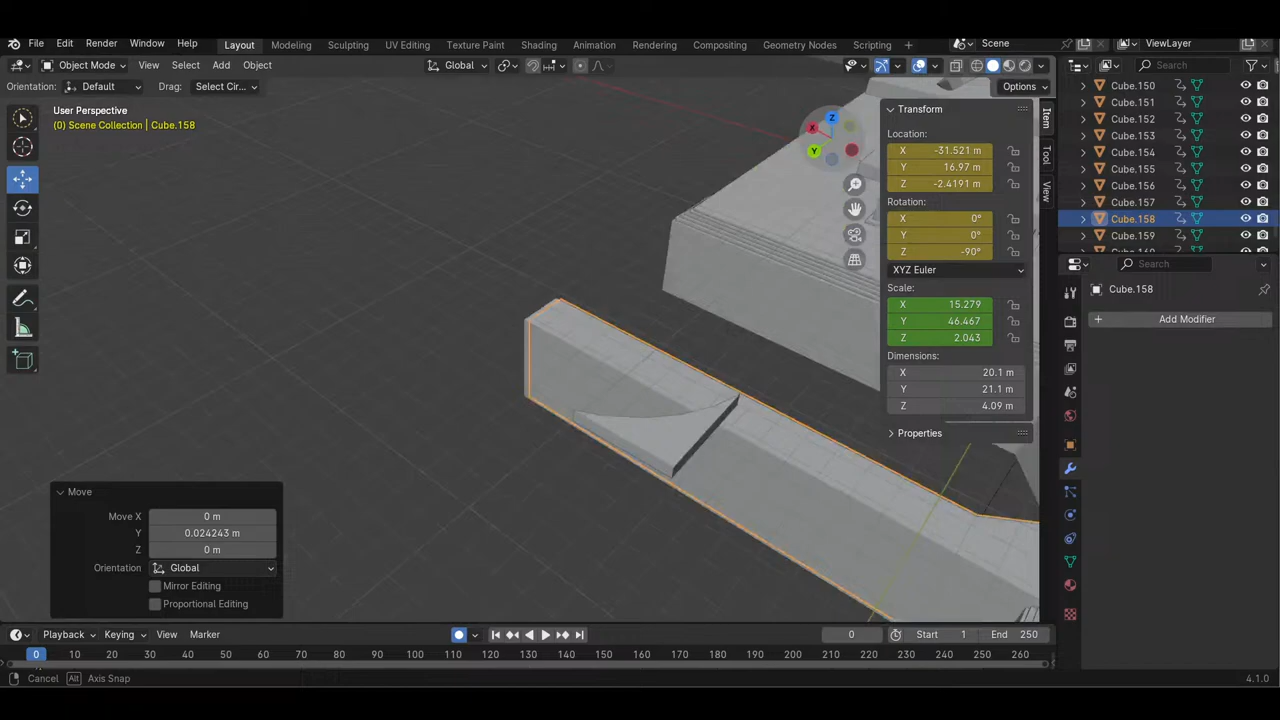 File Edit Render Window Help Layout Modeling Sculpting UV Editing Texture Paint Shading Animation Rendering Compositing Geometry Nodes Scripting + Scene ViewLayer
Object Mode View Select Add Object Global Search
Orientation: Default Drag: Select Cir... Options
User Perspective
(0) Scene Collection | Cube.158
Cube.150
Cube.151
Cube.152
Cube.153
Cube.154
Cube.155
Cube.156
Cube.157
Cube.158
Cube.159
X
Y
Z
Transform
Location:
X -31.521 m
Y 16.97 m
Z -2.4191 m
Rotation:
X 0°
Y 0°
Z -90°
XYZ Euler
Scale:
X 15.279
Y 46.467
Z 2.043
Dimensions:
X 20.1 m
Y 21.1 m
Z 4.09 m
Properties
Item
Tool
View
Search
Cube.158
+ Add Modifier
Move
Move X 0 m
Y 0.024243 m
Z 0 m
Orientation Global
Mirror Editing
Proportional Editing
Playback Keying View Marker 0 Start 1 End 250
0 10 20 30 40 50 60 70 80 90 100 110 120 130 140 150 160 170 180 190 200 210 220 230 240 250 260
Cancel Alt Axis Snap 4.1.0